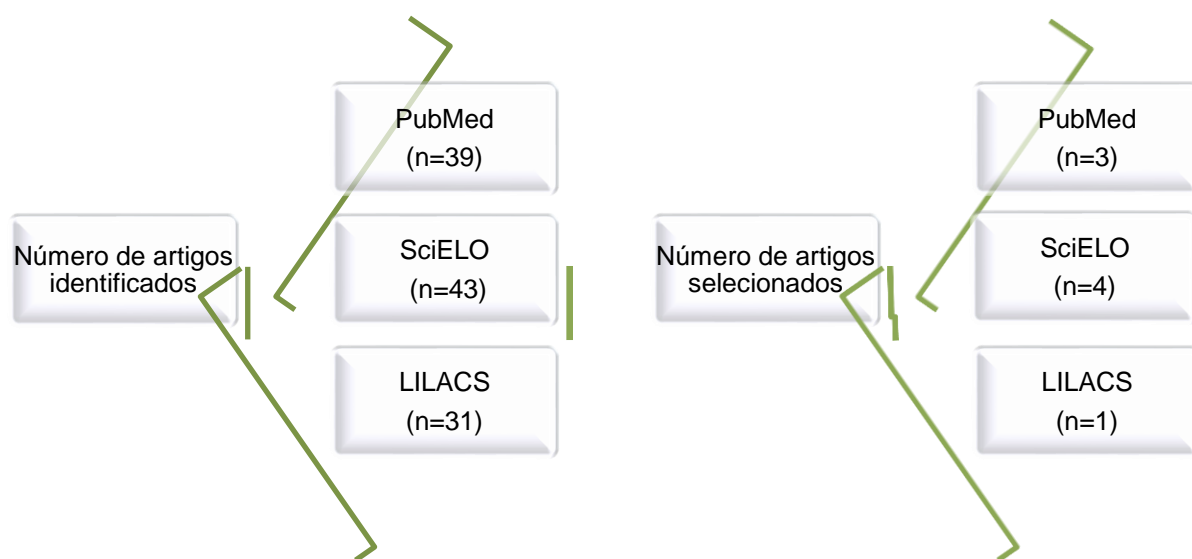 PubMed
(n=39)
Número de artigos
identificados
SciELO
(n=43)
LILACS
(n=31)
PubMed
(n=3)
Número de artigos
selecionados
SciELO
(n=4)
LILACS
(n=1)